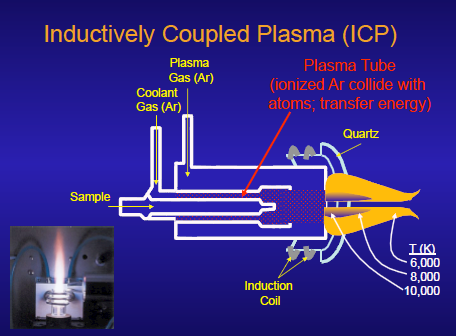 Inductively Coupled Plasma (ICP)
Plasma
Gas (Ar)
Coolant
Gas (Ar)
Plasma Tube
(ionized Ar collide with
atoms; transfer energy)
Quartz
Sample
Induction
Coil
T (K)
6,000
8,000
10,000